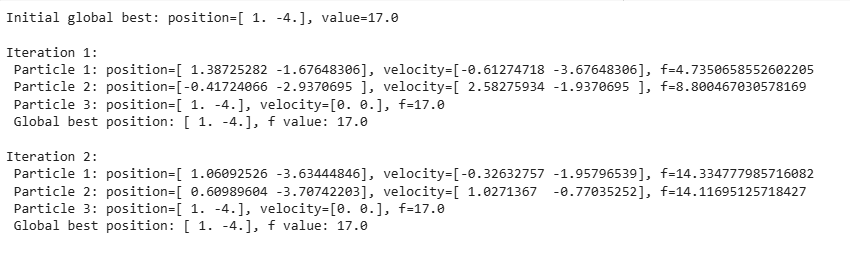 Initial global best: position=[ 1. -4.], value=17.0
Iteration 1:
Particle 1: position=[ 1.38725282 -1.67648306], velocity=[-0.61274718 -3.67648306], f=4.7350658552602205
Particle 2: position=[-0.41724066 -2.9370695 ], velocity=[ 2.58275934 -1.9370695 ], f=8.800467030578169
Particle 3: position=[ 1. -4.], velocity=[0. 0.], f=17.0
Global best position: [ 1. -4.], f value: 17.0
Iteration 2:
Particle 1: position=[ 1.06092526 -3.63444846], velocity=[-0.32632757 -1.95796539], f=14.334777985716082
Particle 2: position=[ 0.60989604 -3.70742203], velocity=[ 1.0271367  -0.77035252], f=14.11695125718427
Particle 3: position=[ 1. -4.], velocity=[0. 0.], f=17.0
Global best position: [ 1. -4.], f value: 17.0